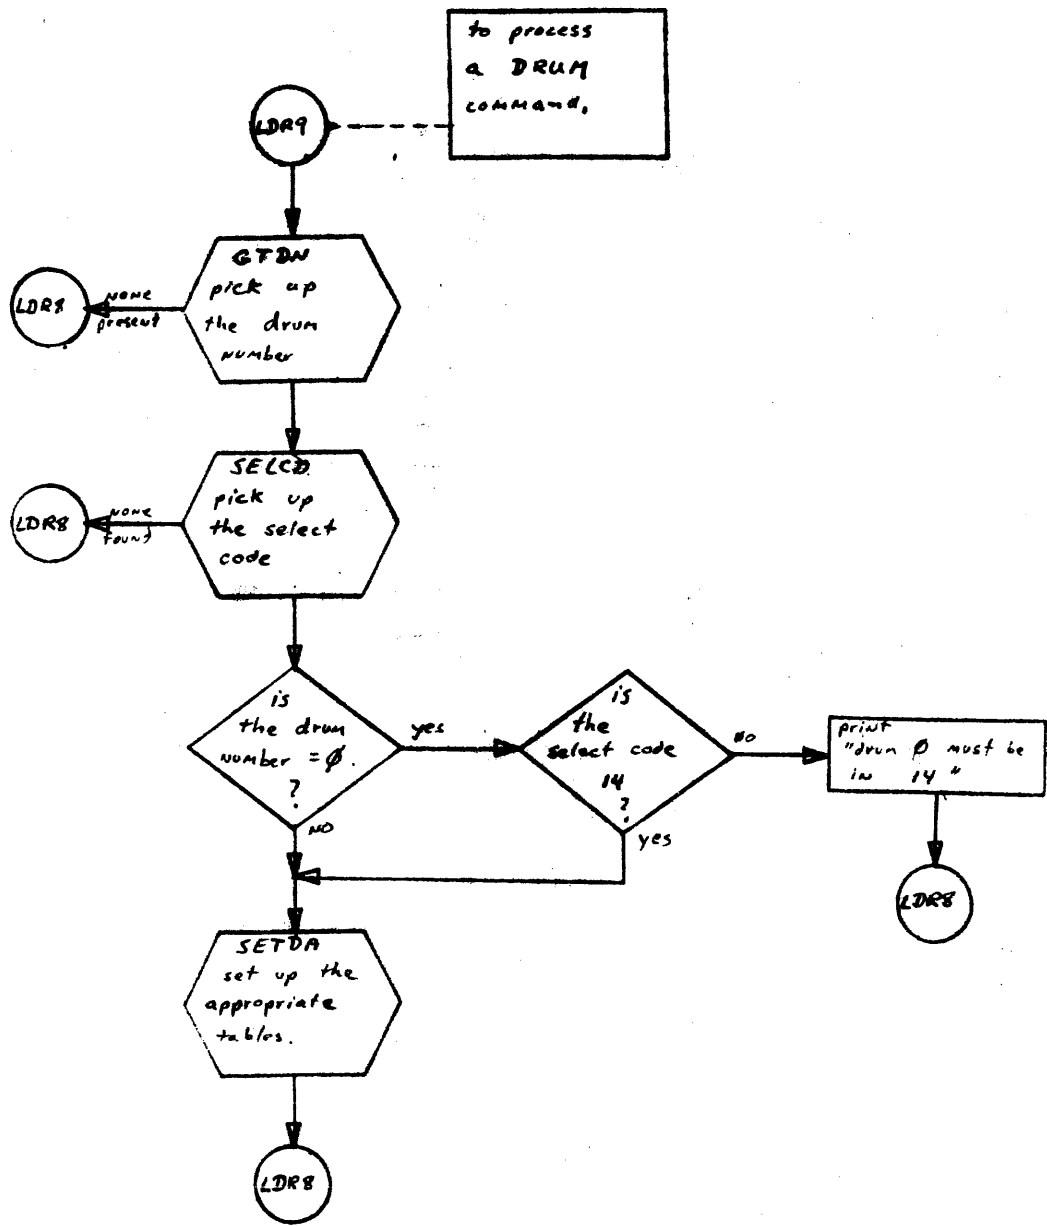 to process
a DRUM
command.
LDR9
GTDN
pick up
the drum
number
none
present
LDR8
SELCD
pick up
the select
code
none
found
LDR8
is
the drum
number = Ø.
?
yes
NO
is
the
select code
14
?
NO
yes
print
"drum Ø must be
in 14"
LDR8
SETDA
set up the
appropriate
tables.
LDR8